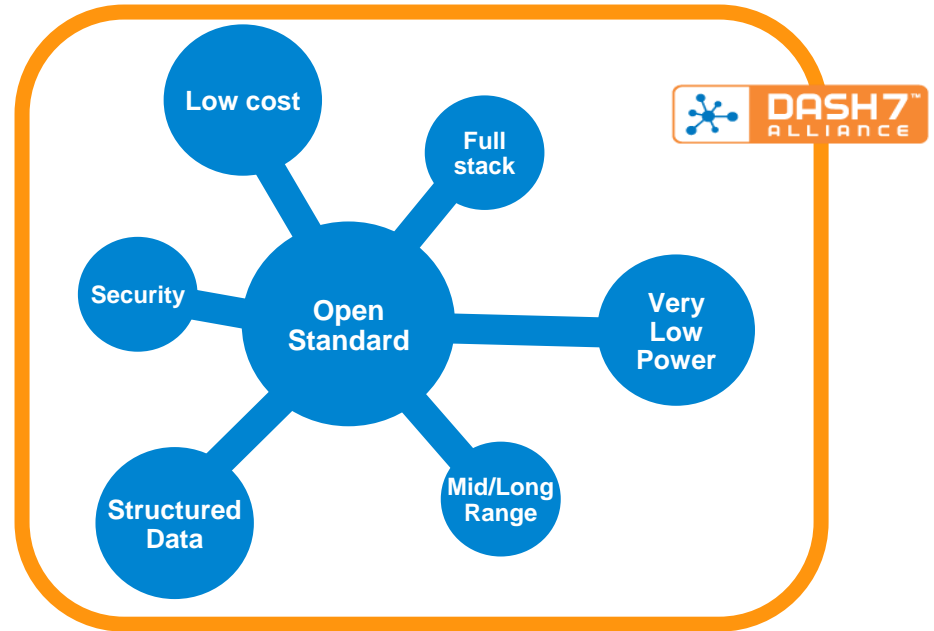 Low cost
Full
stack
DASH7™
ALLIANCE
Security
Open
Standard
Very
Low
Power
Structured
Data
Mid/Long
Range